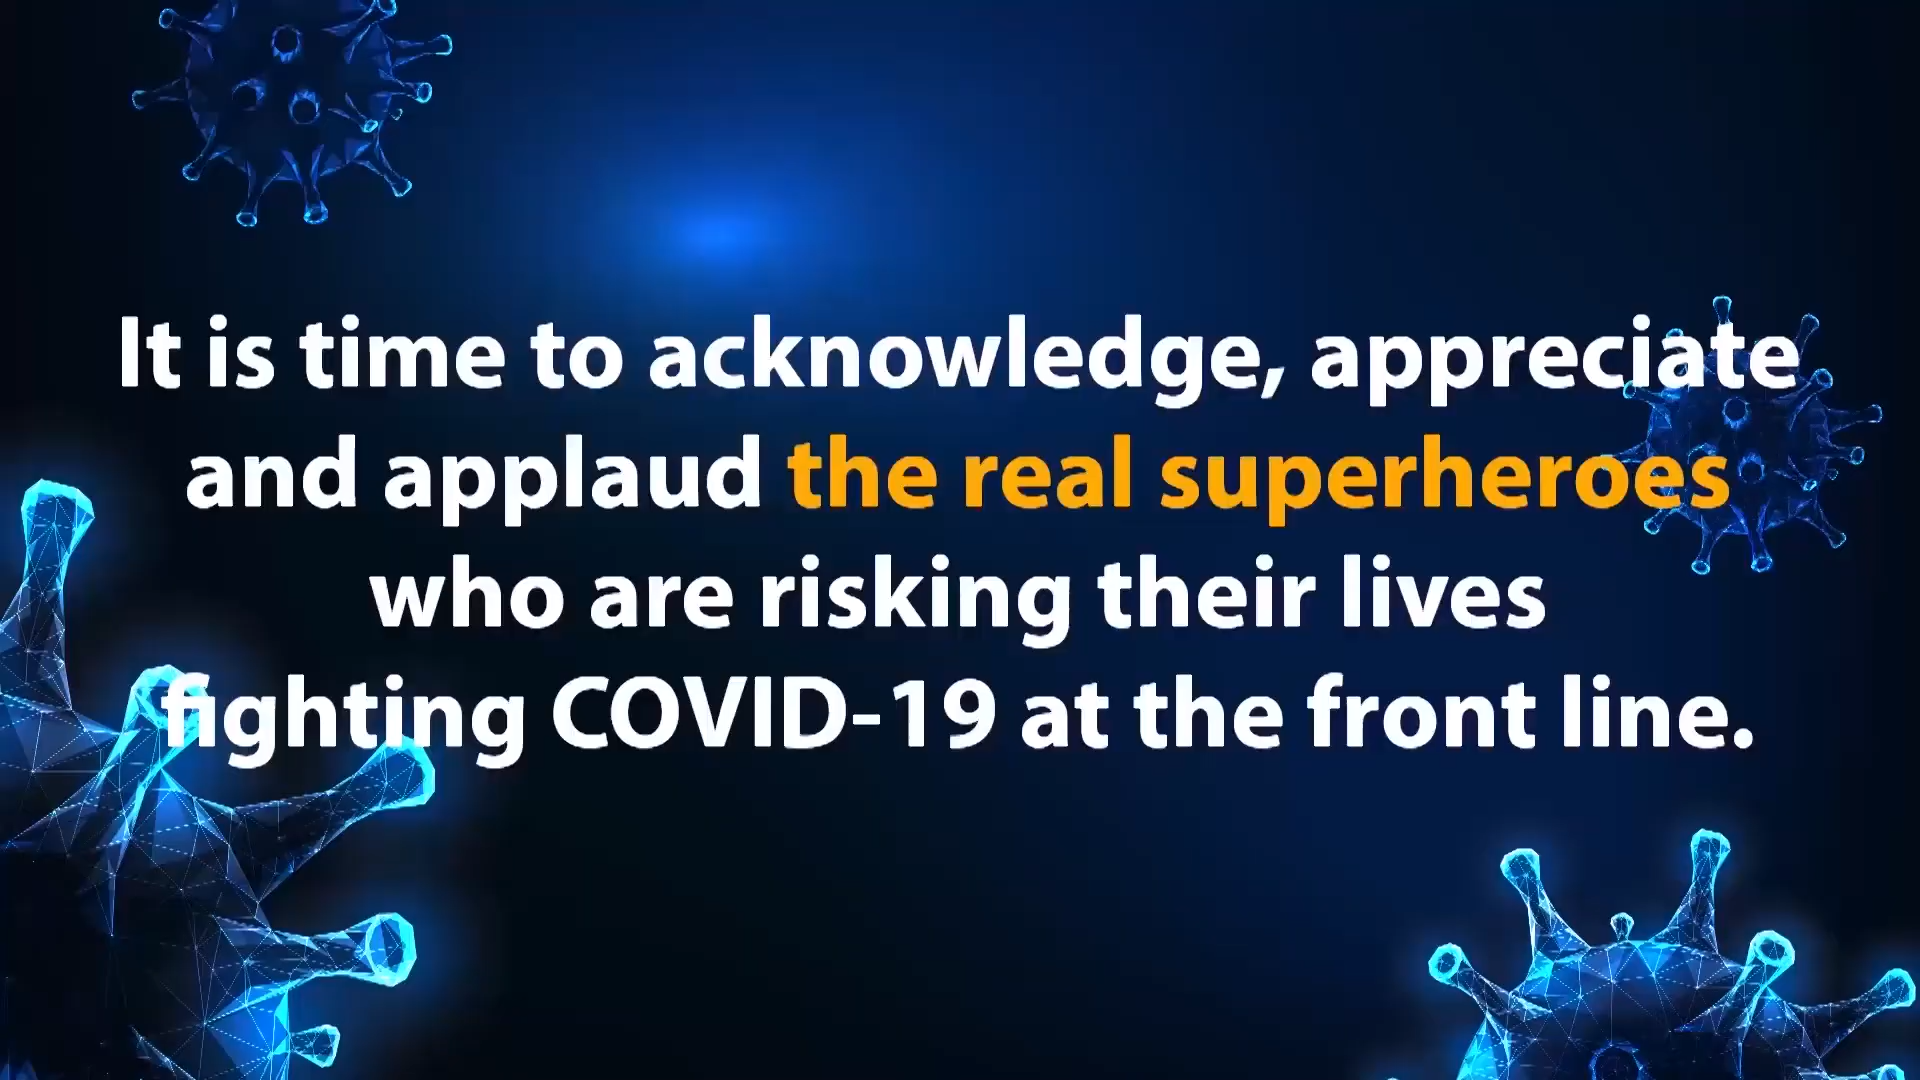 It is time to acknowledge, appreciate
and applaud the real superheroes
who are risking their lives
fighting COVID-19 at the front line.